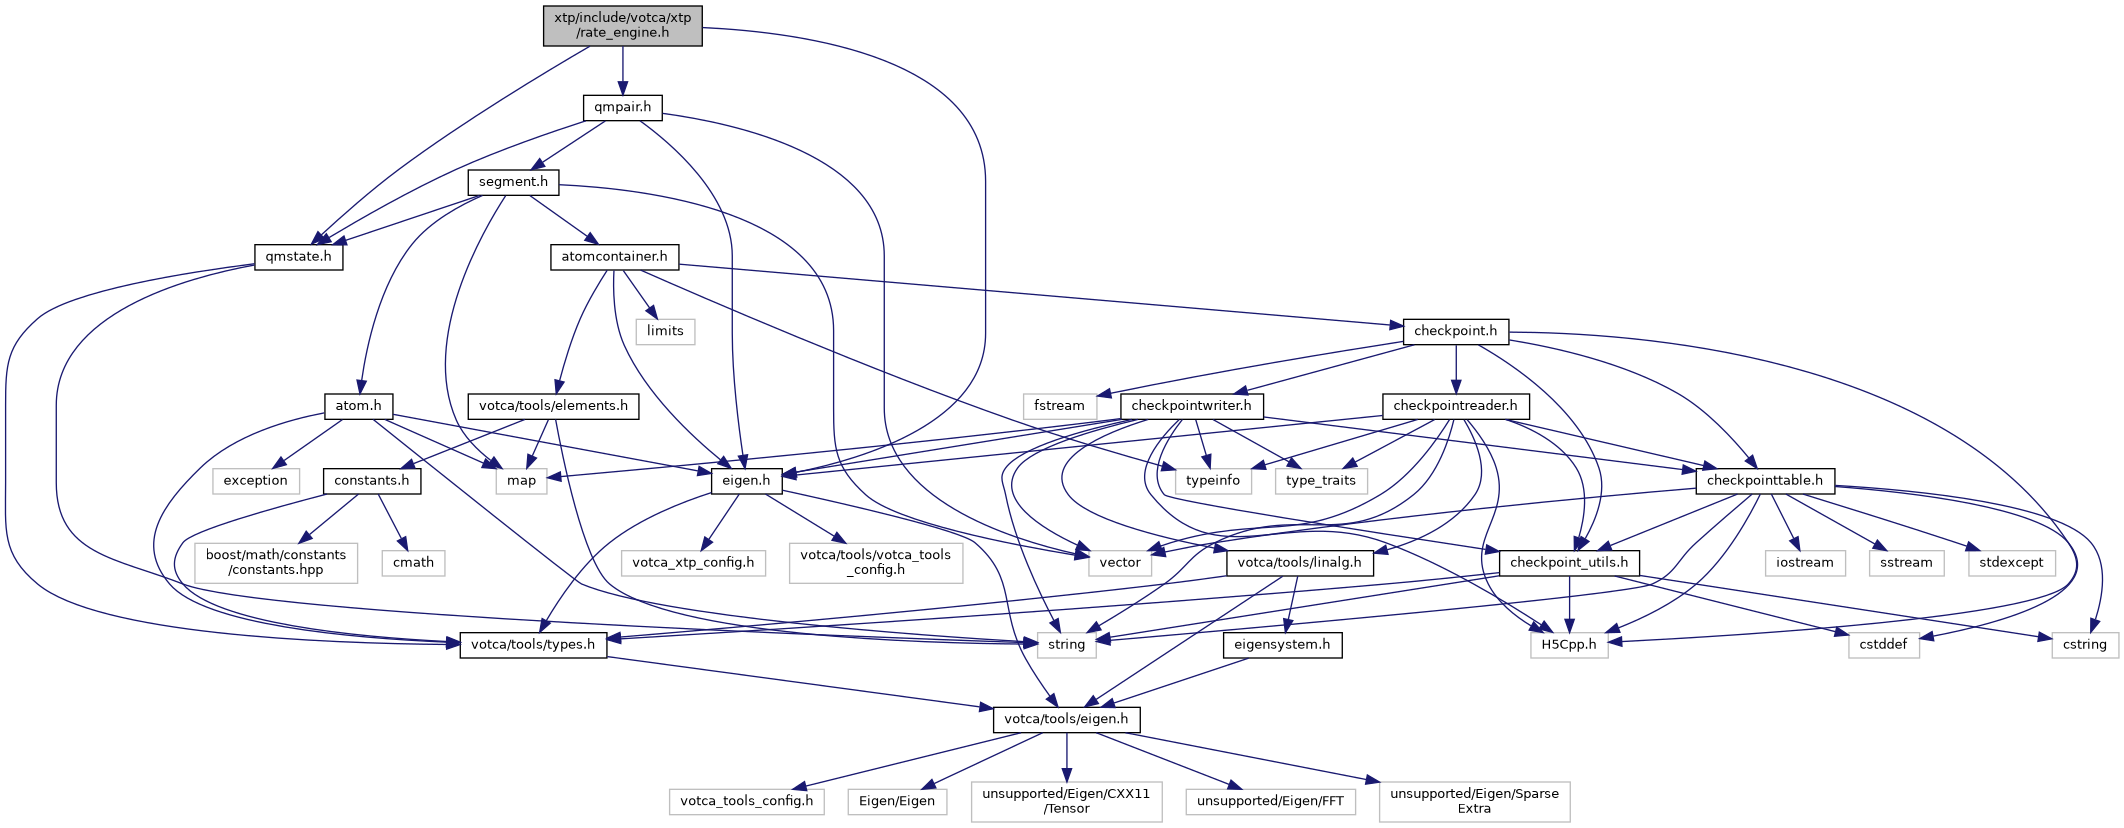 xtp/include/votca/xtp
/rate_engine.h
qmpair.h
segment.h
qmstate.h
atomcontainer.h
limits
checkpoint.h
atom.h
votca/tools/elements.h
fstream
checkpointwriter.h
checkpointreader.h
exception
constants.h
map
eigen.h
typeinfo
type_traits
checkpointtable.h
boost/math/constants
/constants.hpp
cmath
votca_xtp_config.h
votca/tools/votca_tools
_config.h
vector
votca/tools/linalg.h
checkpoint_utils.h
iostream
sstream
stdexcept
votca/tools/types.h
string
eigensystem.h
H5Cpp.h
cstddef
cstring
votca/tools/eigen.h
votca_tools_config.h
Eigen/Eigen
unsupported/Eigen/CXX11
/Tensor
unsupported/Eigen/FFT
unsupported/Eigen/Sparse
Extra